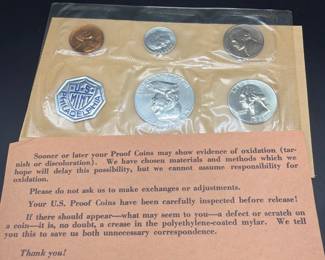 U.S.
MINT
PHILADELPHIA
Sooner or later your Proof Coins may show evidence of oxidation (tar-
nish or discoloration). We have chosen materials and methods which we
hope will delay this possibility, but we cannot assume responsibility for
oxidation.
Please do not ask us to make exchanges or adjustments.
Your U.S. Proof Coins have been carefully inspected before release!
If there should appear—what may seem to you—a defect or scratch on
a coin—it is, no doubt, a crease in the polyethylene-coated mylar. We tell
you this to save us both unnecessary correspondence.
Thank you!